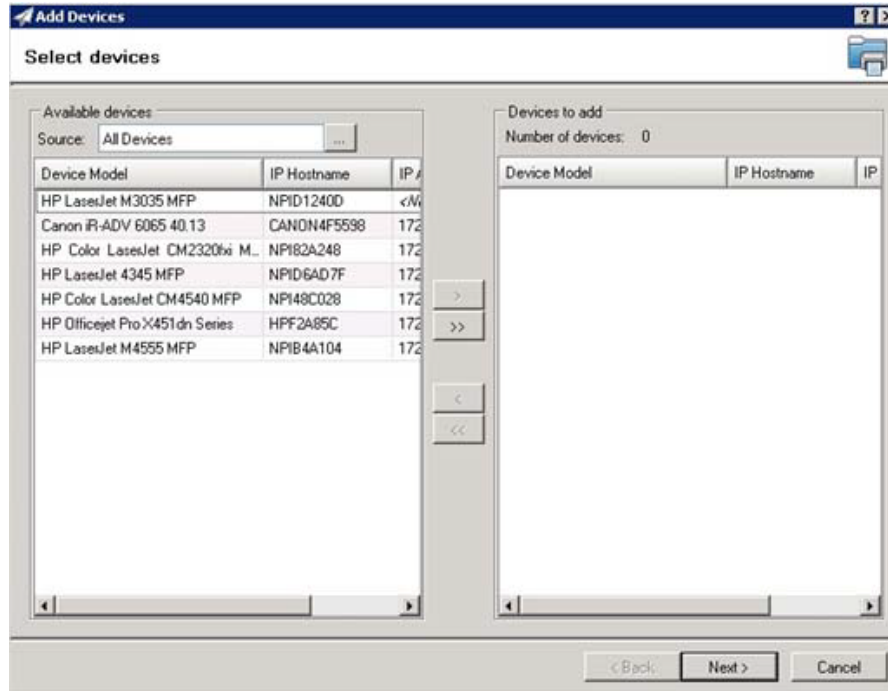 Add Devices
Select devices
Available devices
Source: All Devices ...
Device Model IP Hostname IP
HP LaserJet M3035 MFP NPID1240D
Canon iR-ADV 6065 40.13 CANON4F5598 172
HP Color LaserJet CM2320fxi M... NPI82A248 172
HP LaserJet 4345 MFP NPID6AD7F 172
HP Color LaserJet CM4540 MFP NPI48C028 172
HP Officejet Pro X451dn Series HPF2A85C 172
HP LaserJet M4555 MFP NPIB4A104 172
>
>>
<
<<
Devices to add
Number of devices: 0
Device Model IP Hostname IP
< Back Next > Cancel